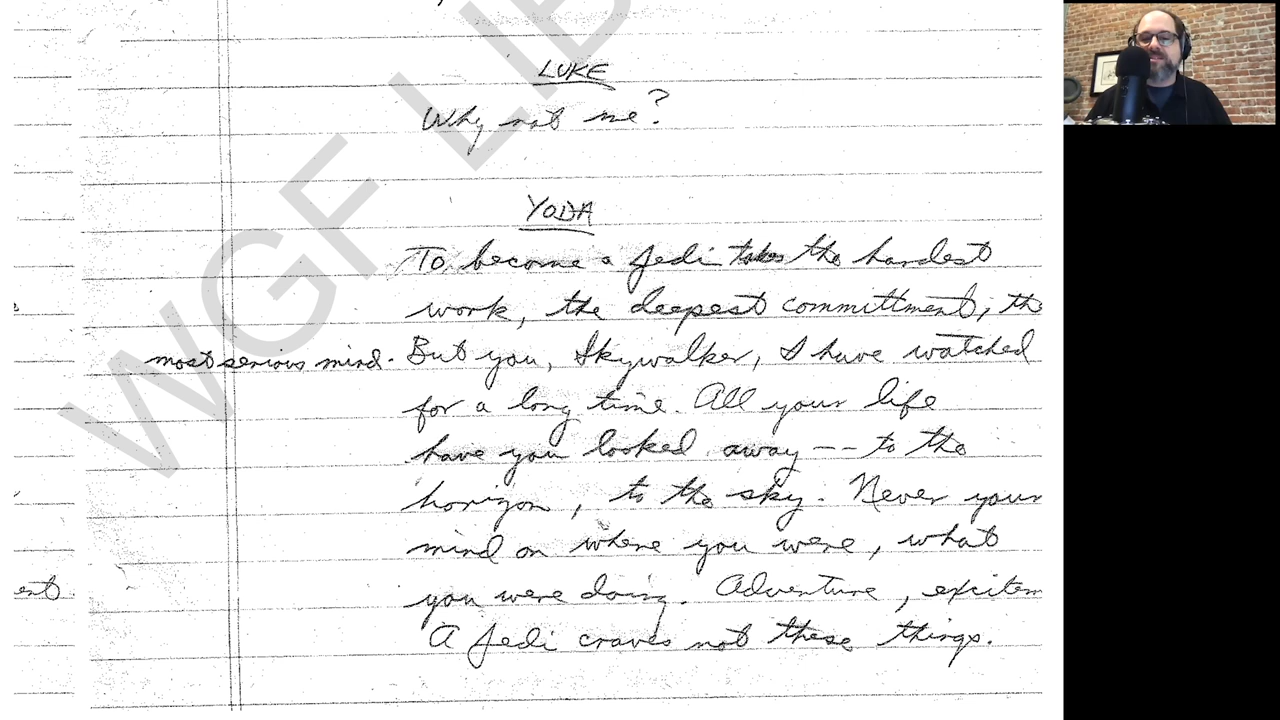 LUKE
Why not me?
YODA
To become a Jedi takes the hardest
work, the deepest committment, the
most serious mind. But you, Skywalker, I have watched
for a long time. All your life
have you looked away -- to the
horizon, to the sky. Never your
mind on where you were, what
you were doing. Adventure, excitem
A Jedi craves not these things.
ent
WGF LIB